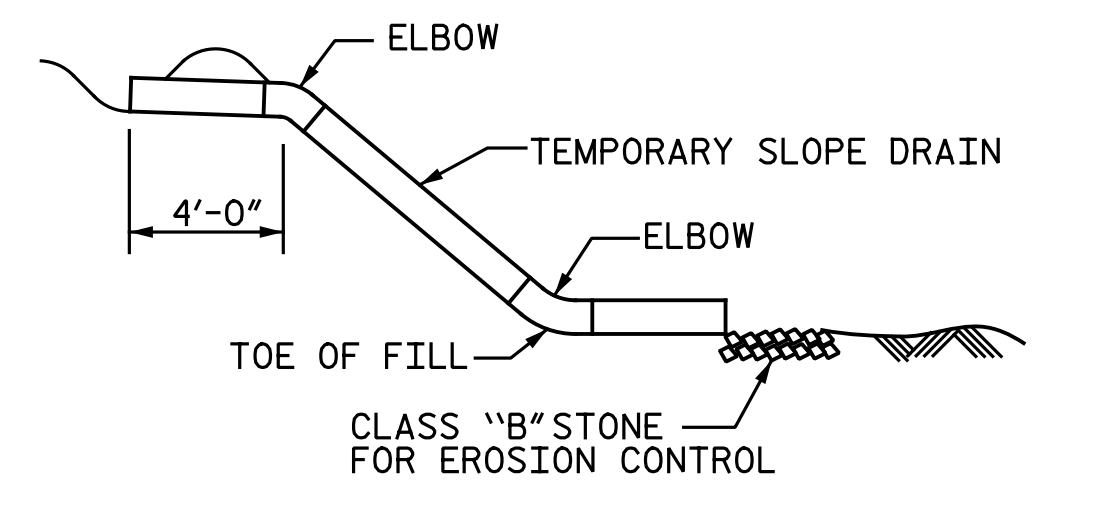 ELBOW
TEMPORARY SLOPE DRAIN
4'-0"
ELBOW
TOE OF FILL
CLASS "B" STONE
FOR EROSION CONTROL